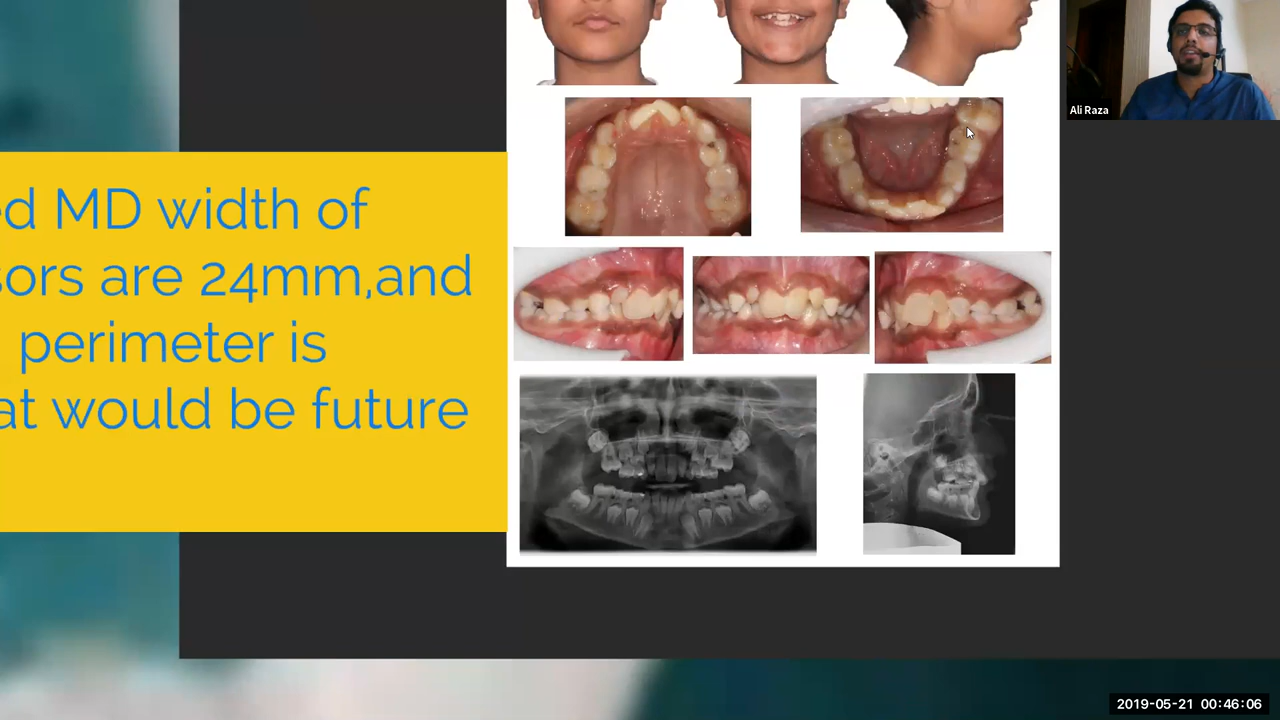 ed MD width of
sors are 24mm,and
perimeter is
at would be future
Ali Raza
2019-05-21 00:46:06